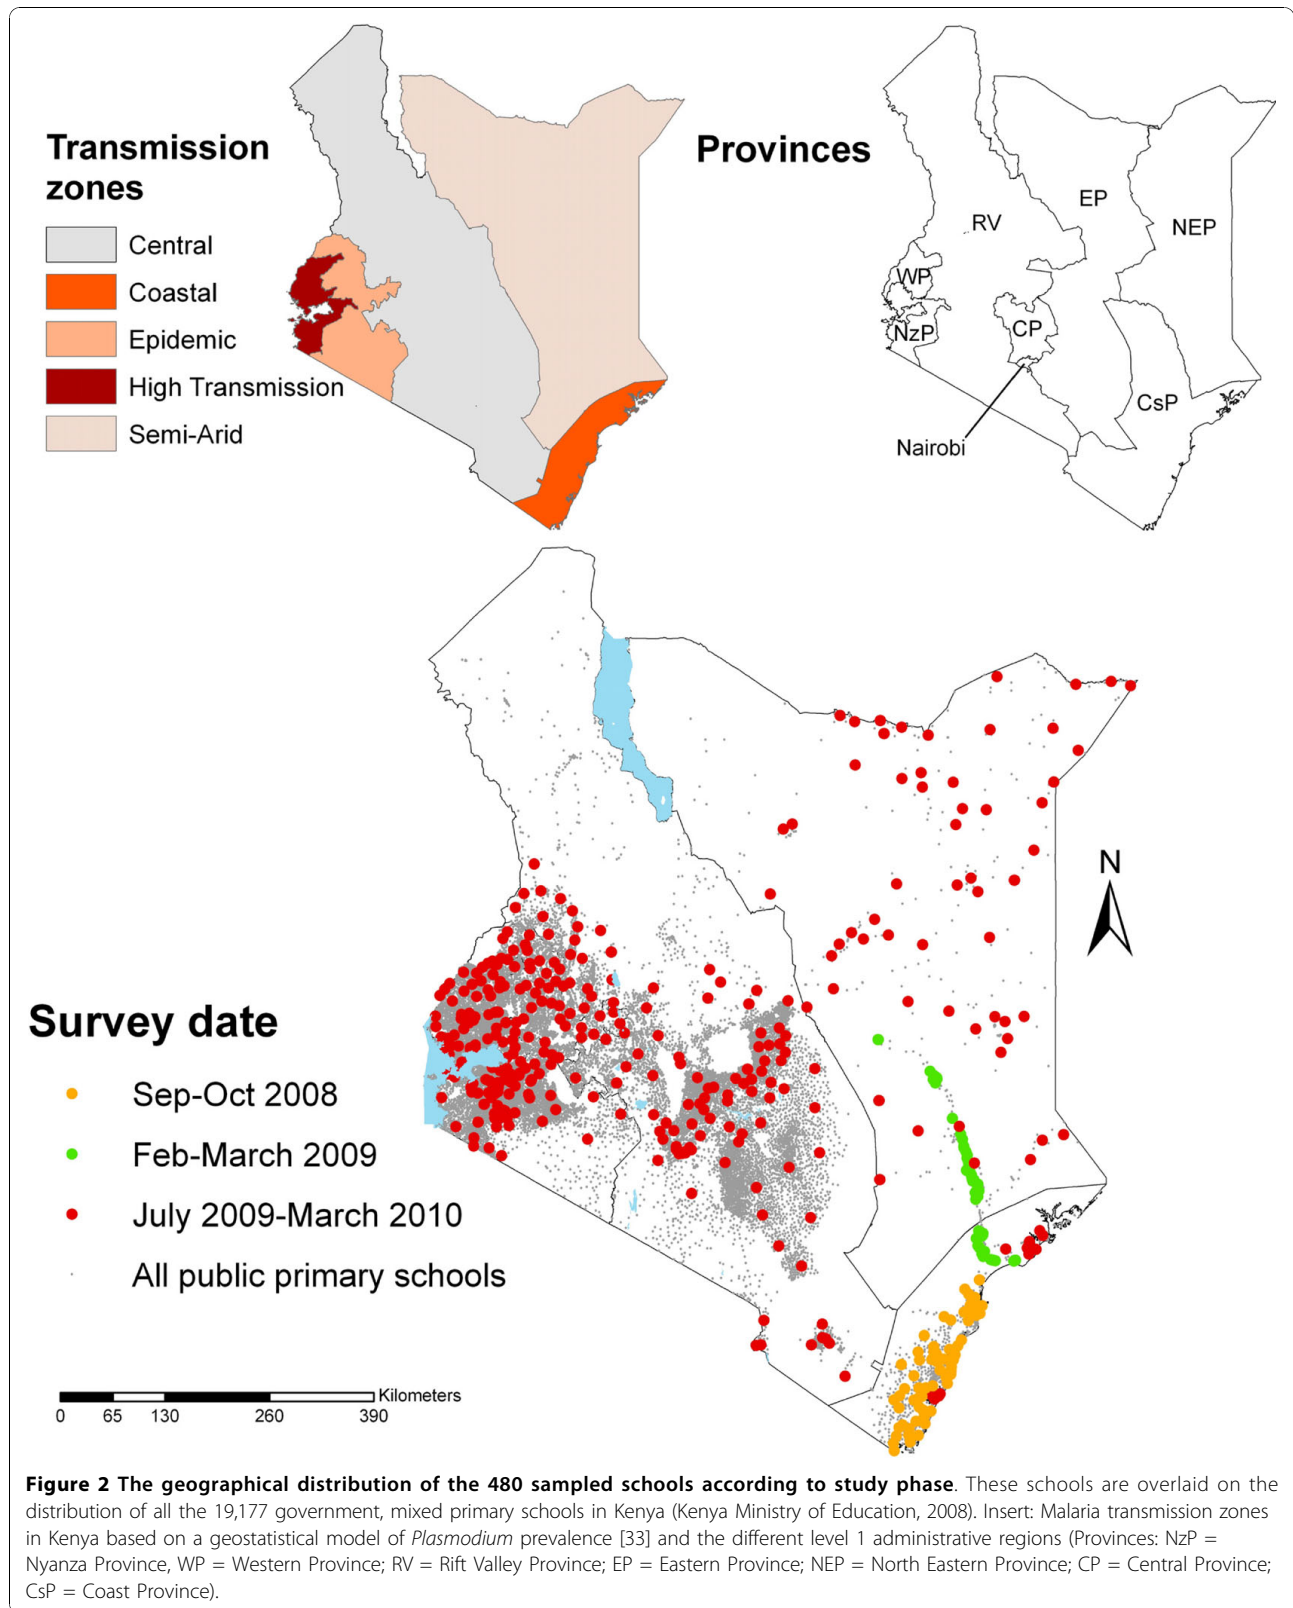 Transmission
zones
Central
Coastal
Epidemic
High Transmission
Semi-Arid
Provinces
EP
RV
NEP
WP
CP
NzP
CsP
Nairobi
N
Survey date
Sep-Oct 2008
Feb-March 2009
July 2009-March 2010
All public primary schools
Kilometers
0 65 130 260 390
Figure 2 The geographical distribution of the 480 sampled schools according to study phase. These schools are overlaid on the
distribution of all the 19,177 government, mixed primary schools in Kenya (Kenya Ministry of Education, 2008). Insert: Malaria transmission zones
in Kenya based on a geostatistical model of Plasmodium prevalence [33] and the different level 1 administrative regions (Provinces: NzP =
Nyanza Province, WP = Western Province; RV = Rift Valley Province; EP = Eastern Province; NEP = North Eastern Province; CP = Central Province;
CsP = Coast Province).